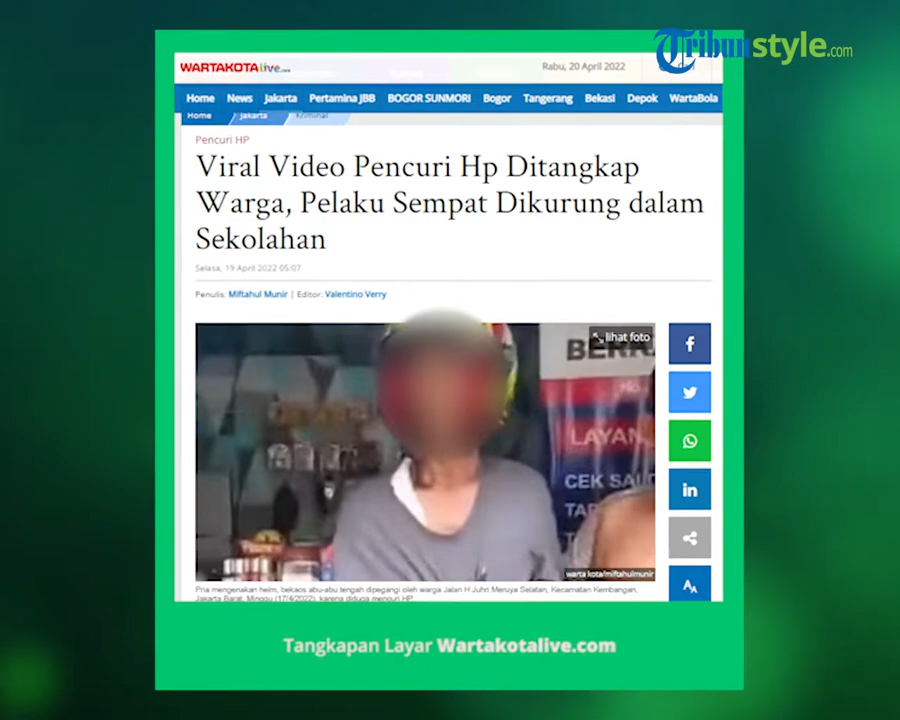 Tribunstyle.com
WARTAKOTAlive.com
Rabu, 20 April 2022
Home News Jakarta Pertamina JBB BOGOR SUNMORI Bogor Tangerang Bekasi Depok WartaBola
Home Jakarta Kriminal
Pencuri HP
Viral Video Pencuri Hp Ditangkap
Warga, Pelaku Sempat Dikurung dalam
Sekolahan
Selasa, 19 April 2022 05:07
Penulis: Miftahul Munir | Editor: Valentino Verry
lihat foto
LAYAN
CEK SAL
warta kota/miftahulmunir
Pria mengenakan helm, bekaos abu-abu tengah dipegangi oleh warga Jalan H Juhri Meruya Selatan, Kecamatan Kembangan,
Jakarta Barat, Minggu (17/4/2022), karena diduga mencuri HP
Tangkapan Layar Wartakotalive.com